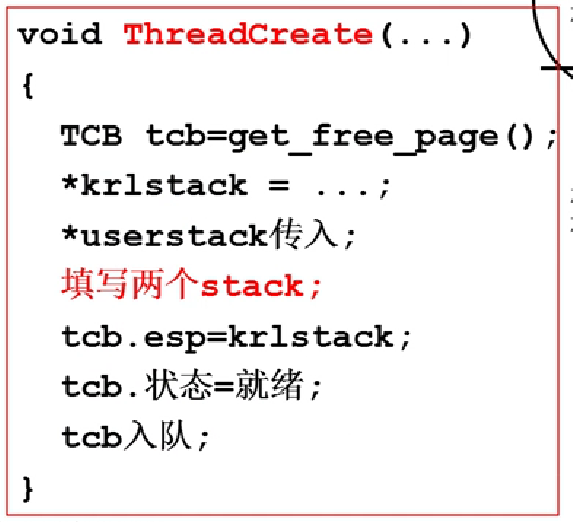 void ThreadCreate(...)
{
TCB tcb=get_free_page();
*krlstack = ...;
*userstack传入;
填写两个stack;
tcb.esp=krlstack;
tcb.状态=就绪;
tcb入队;
}